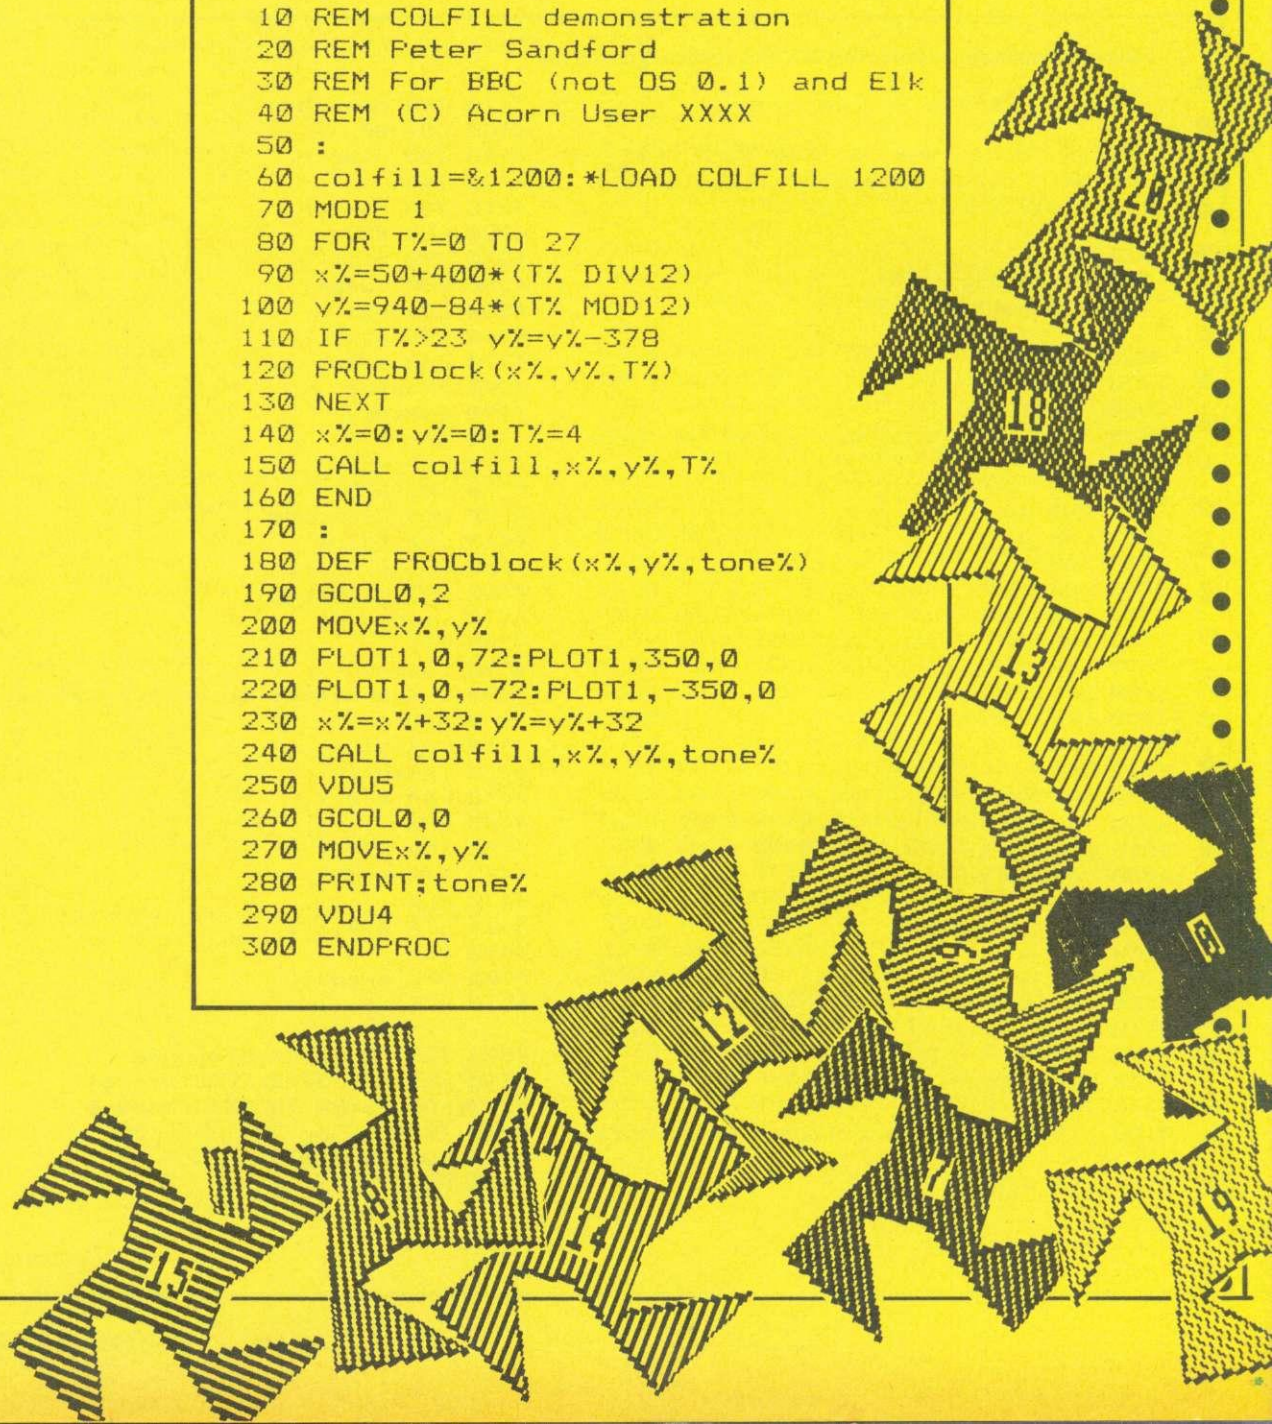 10 REM COLFILL demonstration
20 REM Peter Sandford
30 REM For BBC (not OS 0.1) and Elk
40 REM (C) Acorn User XXXX
50 :
60 colfill=&1200:*LOAD COLFILL 1200
70 MODE 1
80 FOR T%=0 TO 27
90 x%=50+400*(T% DIV12)
100 y%=940-84*(T% MOD12)
110 IF T%>23 y%=y%-378
120 PROCblock(x%,y%,T%)
130 NEXT
140 x%=0:y%=0:T%=4
150 CALL colfill,x%,y%,T%
160 END
170 :
180 DEF PROCblock(x%,y%,tone%)
190 GCOL0,2
200 MOVEx%,y%
210 PLOT1,0,72:PLOT1,350,0
220 PLOT1,0,-72:PLOT1,-350,0
230 x%=x%+32:y%=y%+32
240 CALL colfill,x%,y%,tone%
250 VDU5
260 GCOL0,0
270 MOVEx%,y%
280 PRINT;tone%
290 VDU4
300 ENDPROC
20
18
13
9
12
7
19
8
14
15